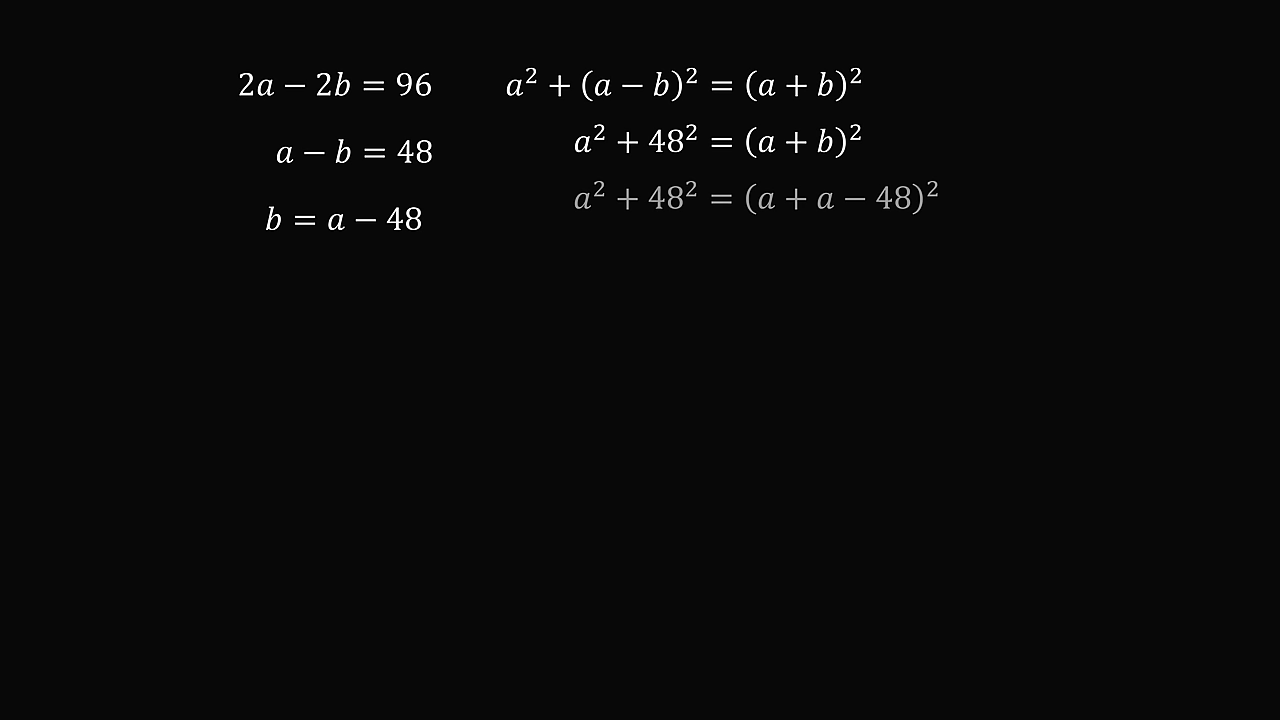 2a − 2b = 96
a − b = 48
b = a − 48
a² + (a − b)² = (a + b)²
a² + 48² = (a + b)²
a² + 48² = (a + a − 48)²